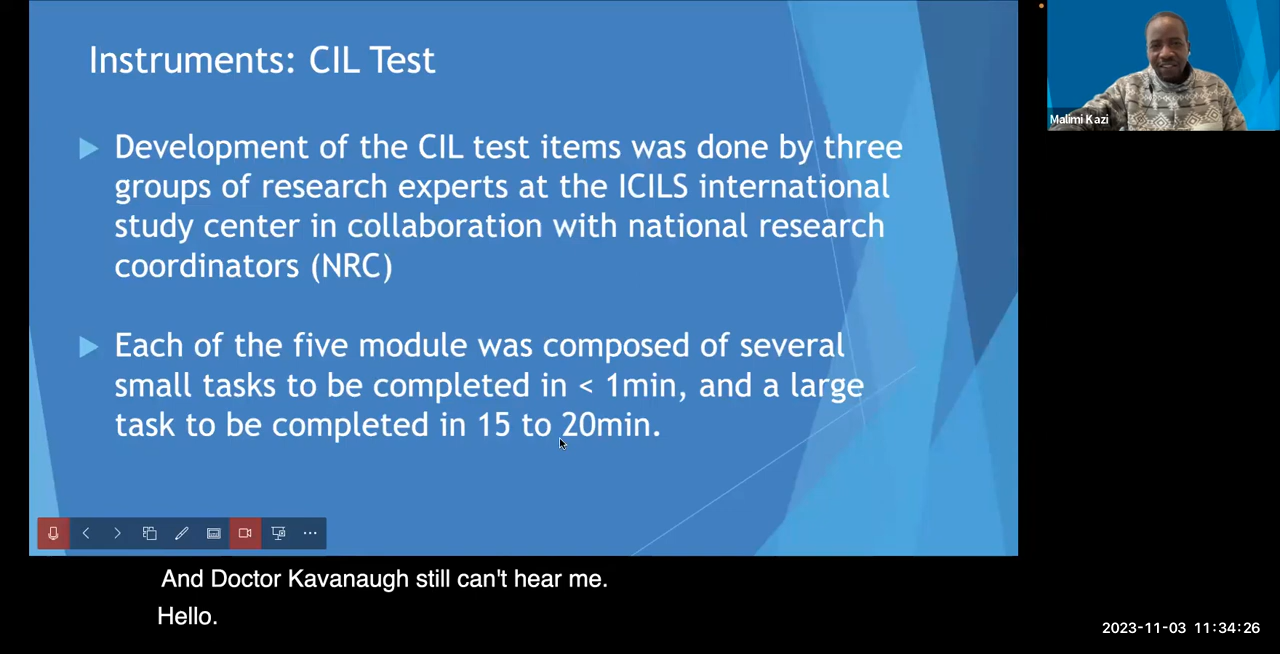 Instruments: CIL Test
Development of the CIL test items was done by three
groups of research experts at the ICILS international
study center in collaboration with national research
coordinators (NRC)
Each of the five module was composed of several
small tasks to be completed in < 1min, and a large
task to be completed in 15 to 20min.
Malimi Kazi
And Doctor Kavanaugh still can't hear me.
Hello.
2023-11-03 11:34:26